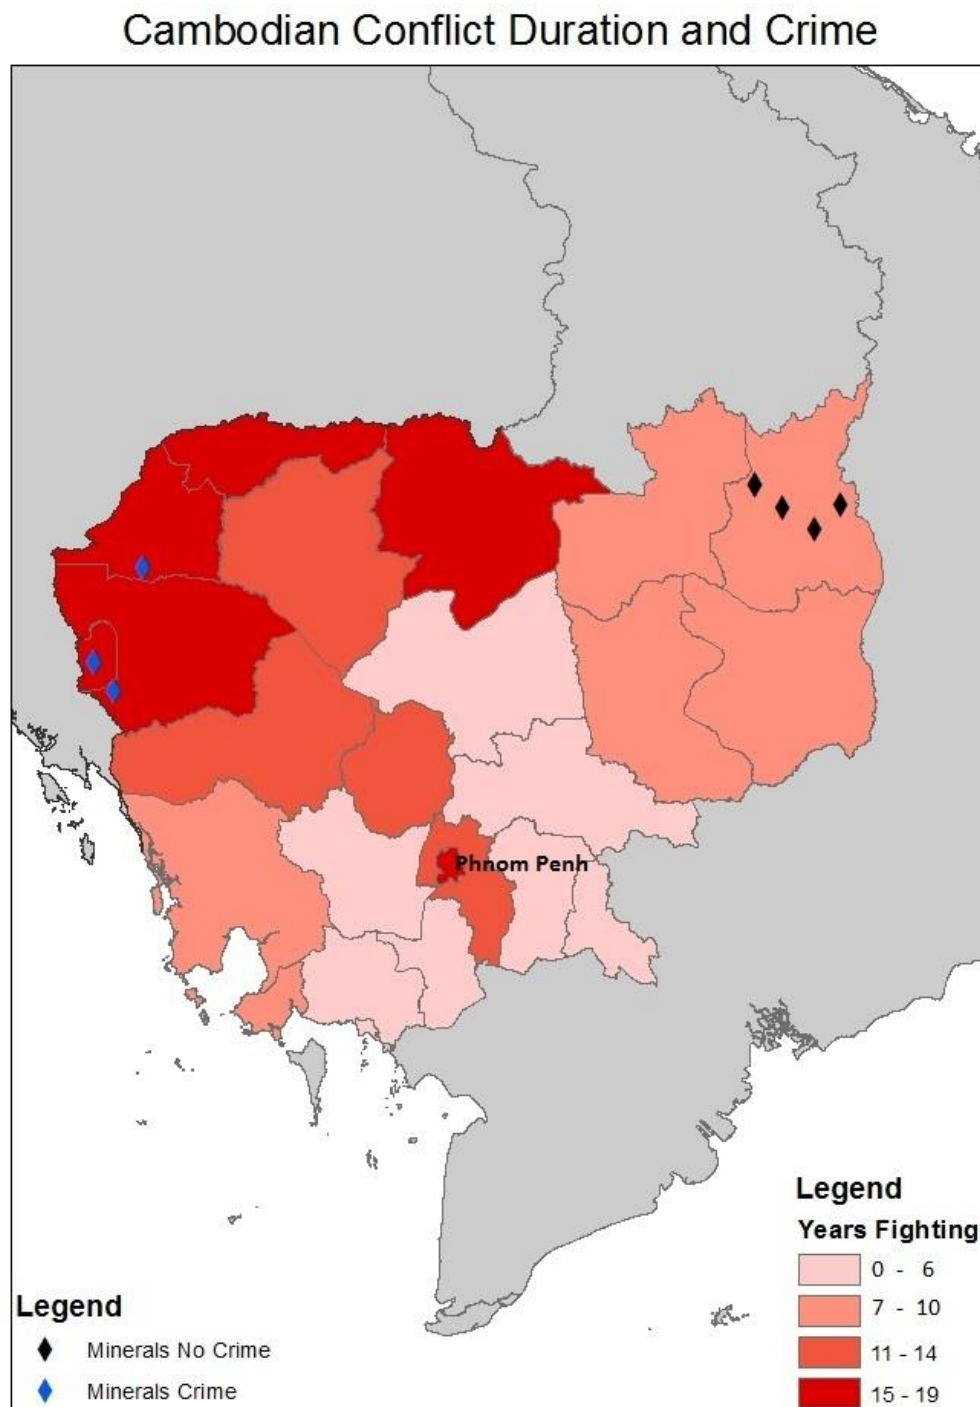 Cambodian Conflict Duration and Crime
Phnom Penh
Legend
Years Fighting
0 - 6
7 - 10
11 - 14
15 - 19
Legend
Minerals No Crime
Minerals Crime